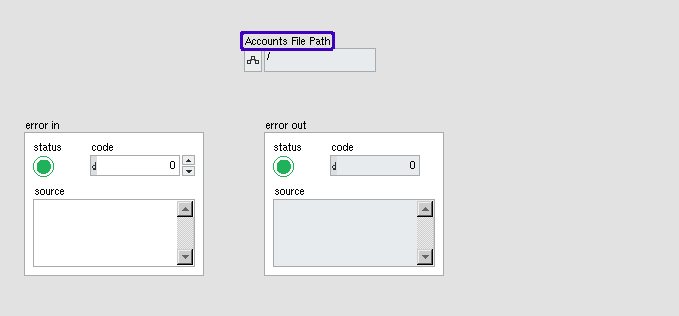 Accounts File Path
/
error in
status
code
d
0
source
error out
status
code
d
0
source